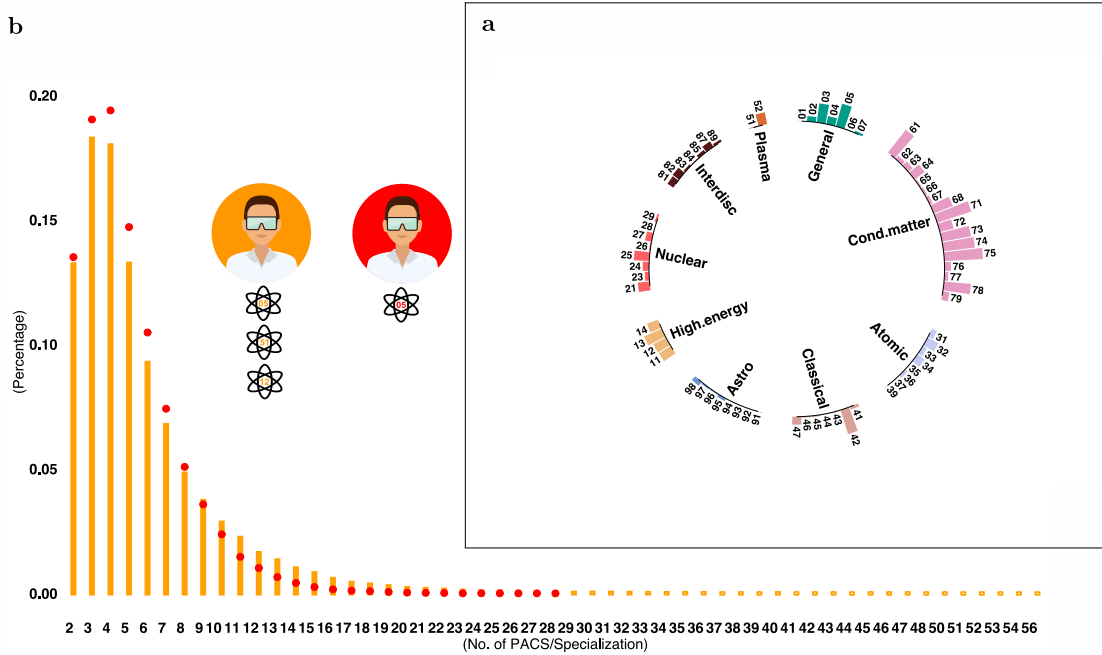 b
a
0.20
0.15
0.10
0.05
0.00
(Percentage)
2 3 4 5 6 7 8 9 10 11 12 13 14 15 16 17 18 19 20 21 22 23 24 25 26 27 28 29 30 31 32 33 34 35 36 37 38 39 40 41 42 43 44 45 46 47 48 49 50 51 52 53 54 55 56
(No. of PACS/Specialization)
05
51
12
05
General
01 02 03 04 05 06 07
Cond.matter
61 62 63 64 65 66 67 68 71 72 73 74 75 76 77 78 79
Atomic
31 32 33 34 35 36 37 39
Classical
41 42 43 44 45 46 47
Astro
91 92 93 94 95 96 97 98
High.energy
11 12 13 14
Nuclear
21 23 24 25 26 27 28 29
Interdisc
81 82 83 84 85 87 89
Plasma
51 52